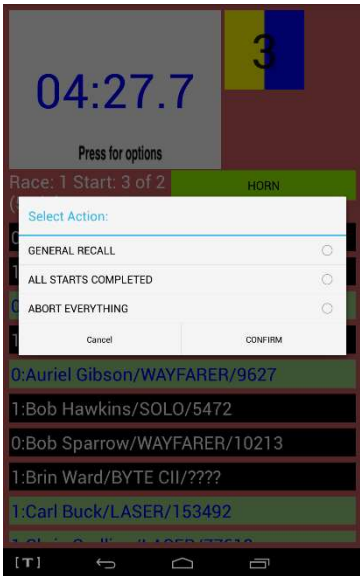 04:27.7
3
Press for options
Race: 1 Start: 3 of 2
HORN
Select Action:
GENERAL RECALL
ALL STARTS COMPLETED
ABORT EVERYTHING
Cancel
CONFIRM
0:Auriel Gibson/WAYFARER/9627
1:Bob Hawkins/SOLO/5472
0:Bob Sparrow/WAYFARER/10213
1:Brin Ward/BYTE CII/????
1:Carl Buck/LASER/153492
[T]